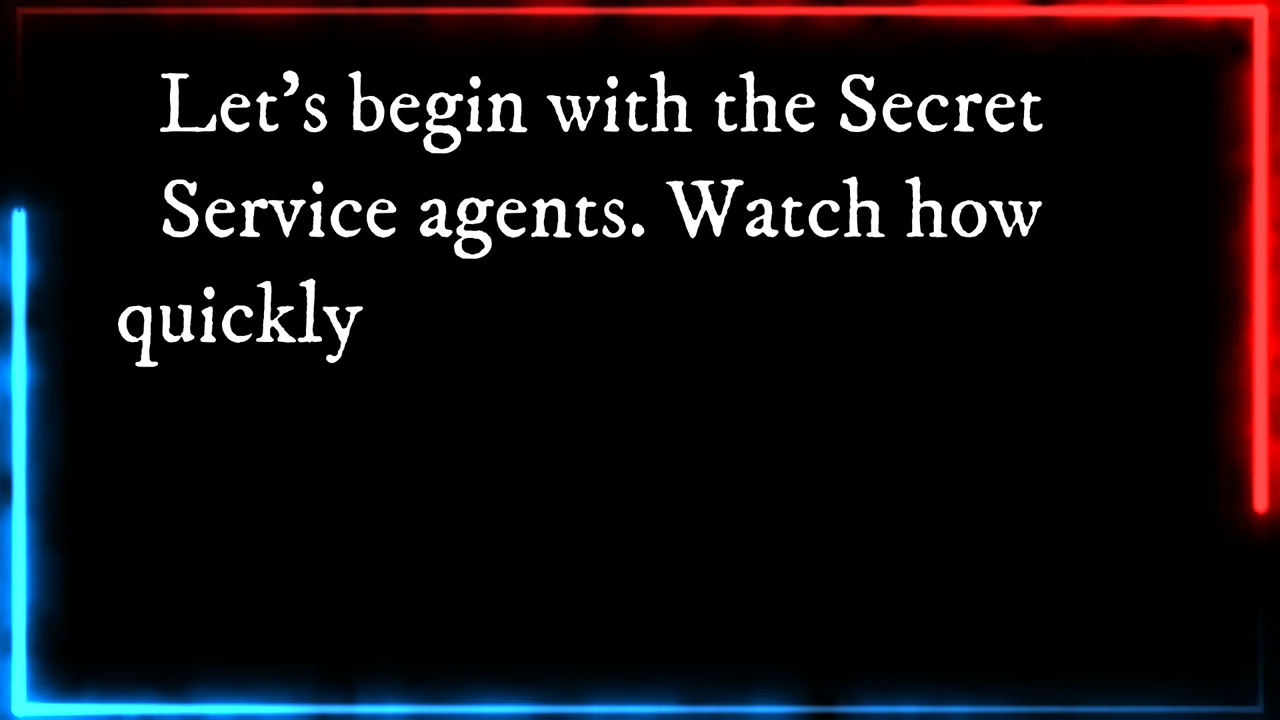 Let’s begin with the Secret
Service agents. Watch how
quickly